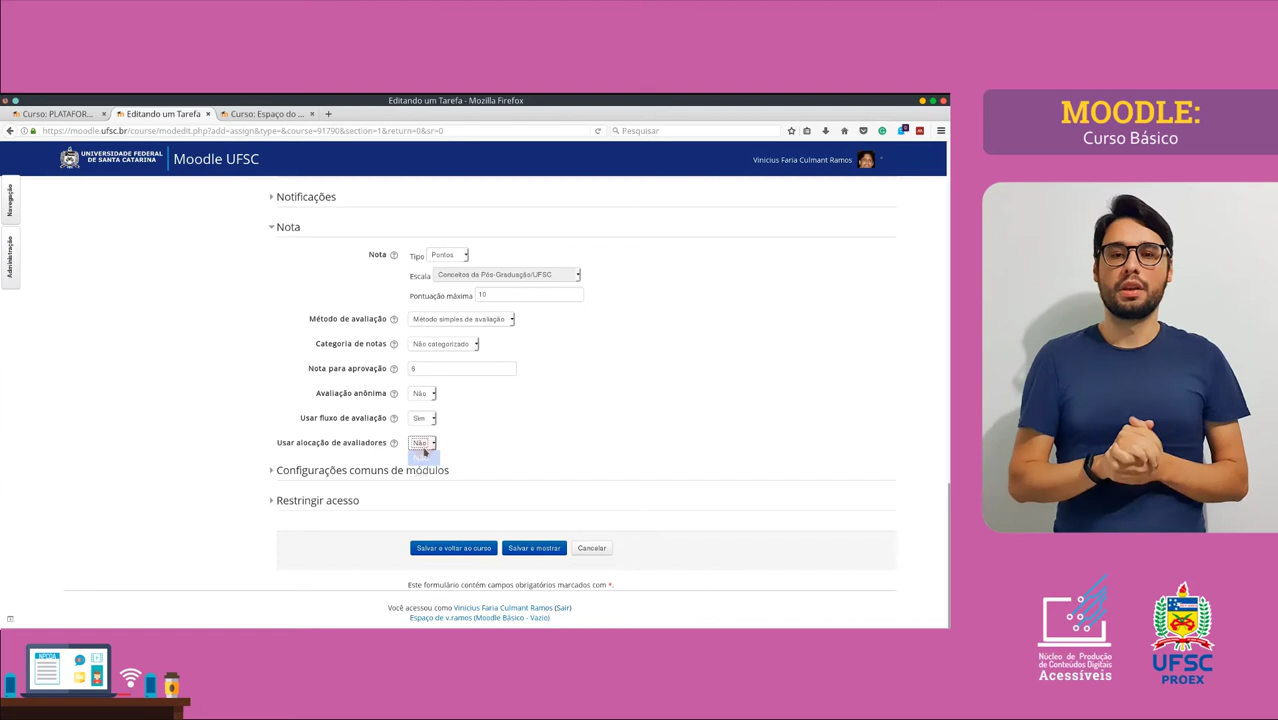 Editando um Tarefa - Mozilla Firefox
Curso: PLATAFOR... ×
Editando um Tarefa ×
Curso: Espaço do ... ×
https://moodle.ufsc.br/course/modedit.php?add=assign&type=&course=91790&section=1&return=0&sr=0
Pesquisar
UNIVERSIDADE FEDERAL
DE SANTA CATARINA
Moodle UFSC
Vinicius Faria Culmant Ramos
Navegação
Administração
Notificações
Nota
Nota
Tipo Pontos
Escala Conceitos da Pós-Graduação/UFSC
Pontuação máxima 10
Método de avaliação Método simples de avaliação
Categoria de notas Não categorizado
Nota para aprovação 6
Avaliação anônima Não
Usar fluxo de avaliação Sim
Usar alocação de avaliadores Não
Configurações comuns de módulos
Restringir acesso
Salvar e voltar ao curso Salvar e mostrar Cancelar
Este formulário contém campos obrigatórios marcados com *.
Você acessou como Vinicius Faria Culmant Ramos (Sair)
Espaço de v.ramos (Moodle Básico - Vazio)
MOODLE:
Curso Básico
Núcleo de Produção
de Conteúdos Digitais
Acessíveis
UFSC
PROEX
NPCDA